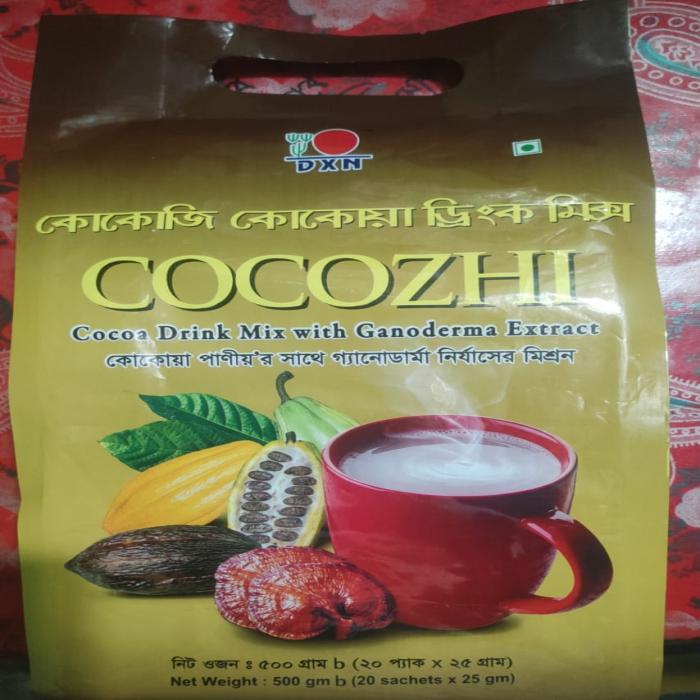 DXN
কোকোজি কোকোয়া ড্রিংক মিক্স
COCOZHI
Cocoa Drink Mix with Ganoderma Extract
কোকোয়া পাণীয়'র সাথে গ্যানোডার্মা নির্যাসের মিশ্রন
নিট ওজন ঃ ৫০০ গ্রাম b (২০ প্যাক x ২৫ গ্রাম)
Net Weight : 500 gm b (20 sachets x 25 gm)